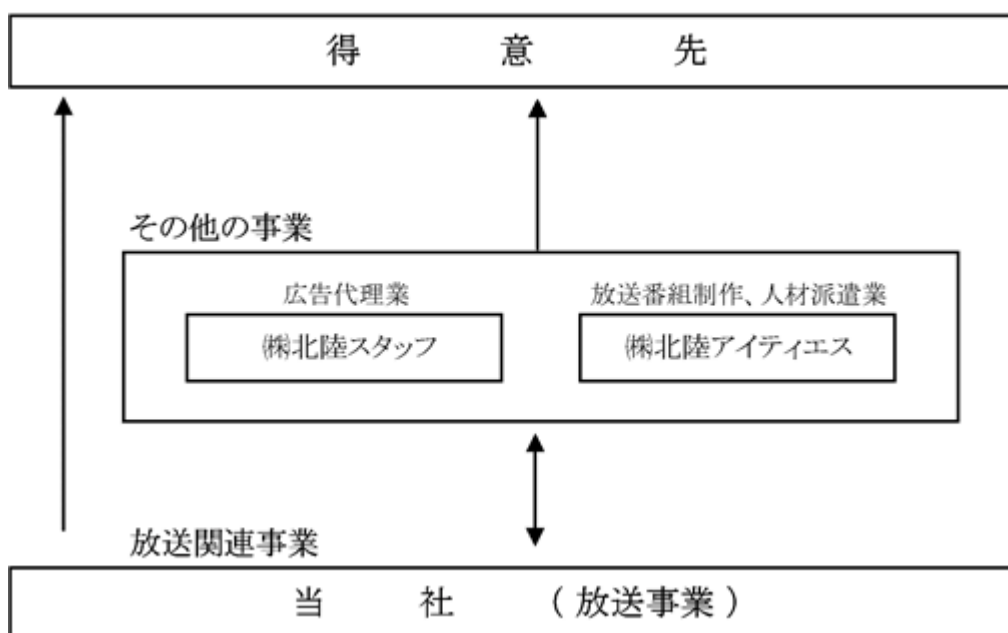 得意先
その他の事業
広告代理業
放送番組制作、人材派遣業
㈱北陸スタッフ
㈱北陸アイティエス
放送関連事業
当社 (放送事業)